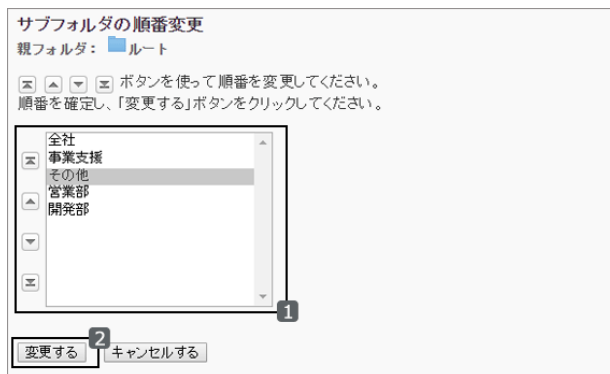 サブフォルダの順番変更
親フォルダ： ルート
ボタンを使って順番を変更してください。
順番を確定し、「変更する」ボタンをクリックしてください。
全社
事業支援
その他
営業部
開発部
1
2
変更する キャンセルする